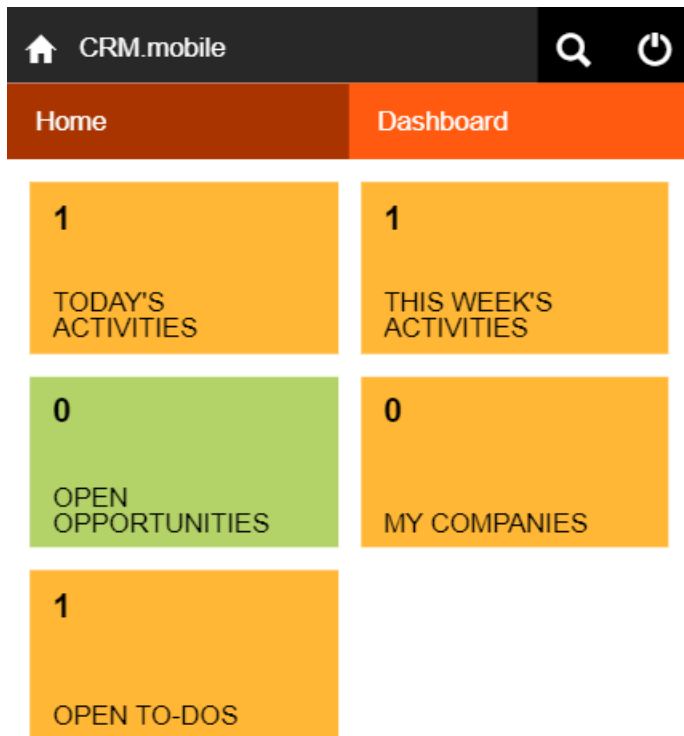 CRM.mobile
Home
Dashboard
1
TODAY'S
ACTIVITIES
1
THIS WEEK'S
ACTIVITIES
0
OPEN
OPPORTUNITIES
0
MY COMPANIES
1
OPEN TO-DOS